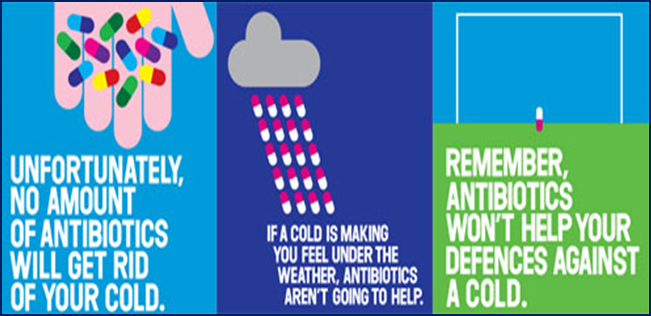 UNFORTUNATELY,
NO AMOUNT
OF ANTIBIOTICS
WILL GET RID
OF YOUR COLD.
IF A COLD IS MAKING
YOU FEEL UNDER THE
WEATHER, ANTIBIOTICS
AREN'T GOING TO HELP.
REMEMBER,
ANTIBIOTICS
WON'T HELP YOUR
DEFENCES AGAINST
A COLD.